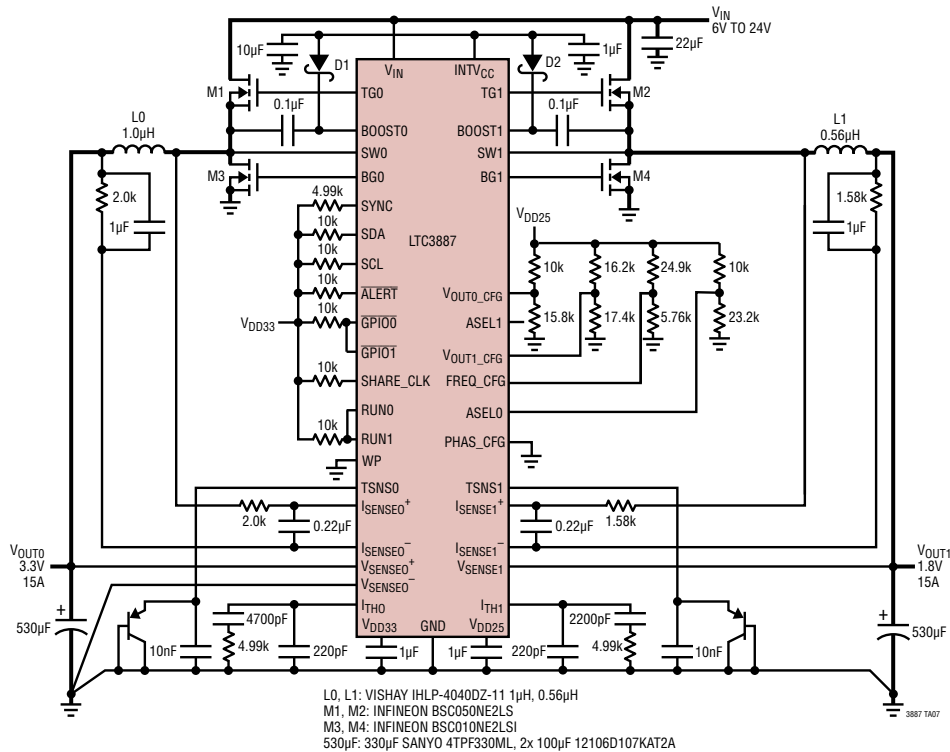 VIN
6V TO 24V
10µF
D1
VIN
INTVCC
D2
1µF
22µF
M1
TG0
TG1
M2
L0
1.0µH
0.1µF
BOOST0
BOOST1
0.1µF
L1
0.56µH
SW0
SW1
M3
BG0
BG1
M4
2.0k
1µF
1.58k
1µF
4.99k
SYNC
10k
SDA
LTC3887
10k
SCL
10k
ALERT
VDD33
10k
GPIO0
GPIO1
10k
SHARE_CLK
RUN0
10k
RUN1
WP
VDD25
10k
16.2k
24.9k
10k
VOUT0_CFG
15.8k
17.4k
5.76k
23.2k
ASEL1
VOUT1_CFG
FREQ_CFG
ASEL0
PHAS_CFG
TSNS0
TSNS1
ISENSE0+
ISENSE1+
2.0k
0.22µF
0.22µF
1.58k
ISENSE0−
ISENSE1−
VOUT0
3.3V
15A
VSENSE0+
VSENSE1
VOUT1
1.8V
15A
VSENSE0−
530µF
ITH0
ITH1
530µF
4700pF
2200pF
VDD33
GND
VDD25
10nF
4.99k
220pF
1µF
1µF
220pF
4.99k
10nF
L0, L1: VISHAY IHLP-4040DZ-11 1µH, 0.56µH
M1, M2: INFINEON BSC050NE2LS
M3, M4: INFINEON BSC010NE2LSI
530µF: 330µF SANYO 4TPF330ML, 2x 100µF 12106D107KAT2A
3887 TA07